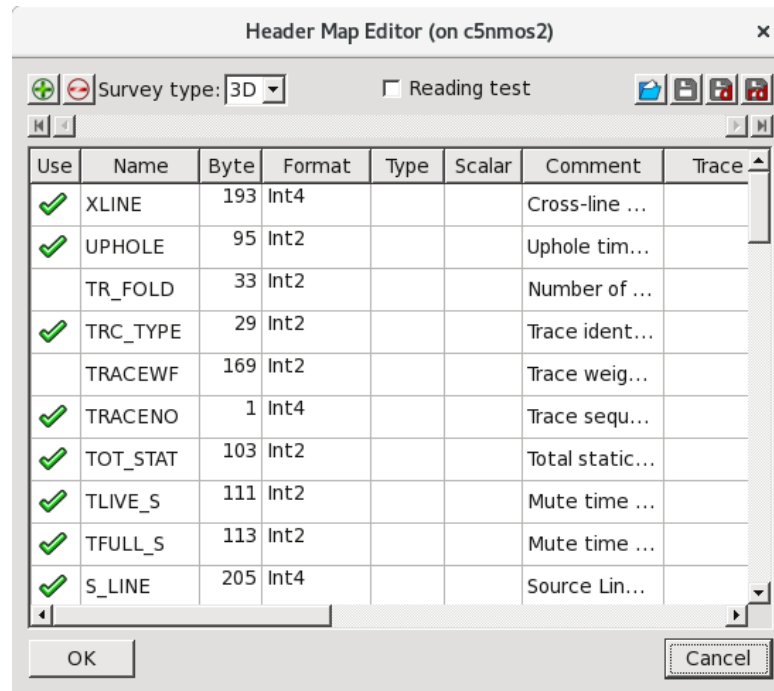 Header Map Editor (on c5nmos2)
Survey type: 3D Reading test
Use Name Byte Format Type Scalar Comment Trace
XLINE 193 Int4 Cross-line ...
UPHOLE 95 Int2 Uphole tim...
TR_FOLD 33 Int2 Number of ...
TRC_TYPE 29 Int2 Trace ident...
TRACEWF 169 Int2 Trace weig...
TRACENO 1 Int4 Trace sequ...
TOT_STAT 103 Int2 Total static...
TLIVE_S 111 Int2 Mute time ...
TFULL_S 113 Int2 Mute time ...
S_LINE 205 Int4 Source Lin...
OK Cancel